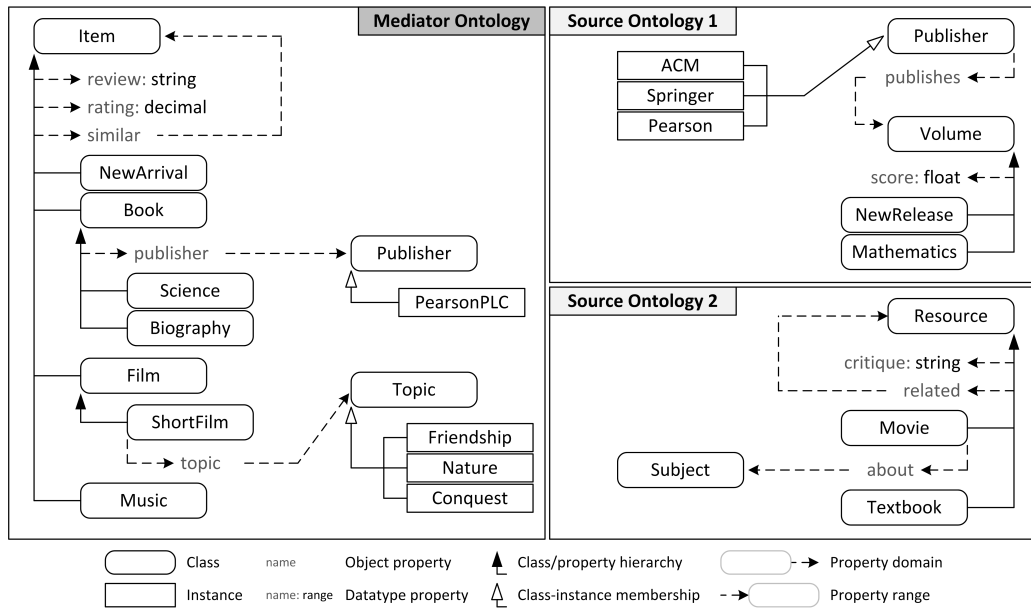 Mediator Ontology
Item
review: string
rating: decimal
similar
NewArrival
Book
publisher
Publisher
Science
PearsonPLC
Biography
Film
Topic
ShortFilm
Friendship
topic
Nature
Conquest
Music
Source Ontology 1
Publisher
ACM
publishes
Springer
Pearson
Volume
score: float
NewRelease
Mathematics
Source Ontology 2
Resource
critique: string
related
Movie
Subject
about
Textbook
Class
name
Object property
Class/property hierarchy
Property domain
Instance
name: range
Datatype property
Class-instance membership
Property range